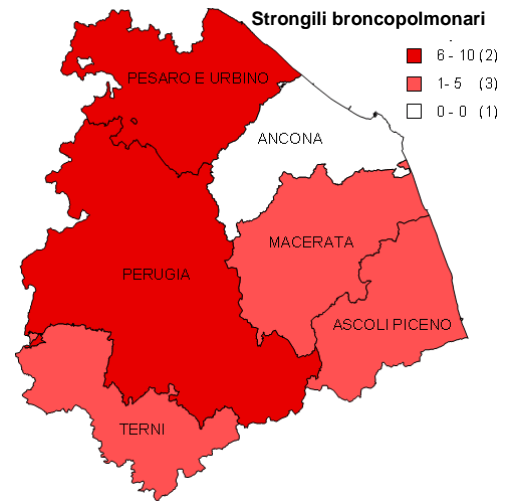 Strongili broncopolmonari
6 - 10 (2)
1 - 5 (3)
0 - 0 (1)
PESARO E URBINO
ANCONA
MACERATA
PERUGIA
ASCOLI PICENO
TERNI